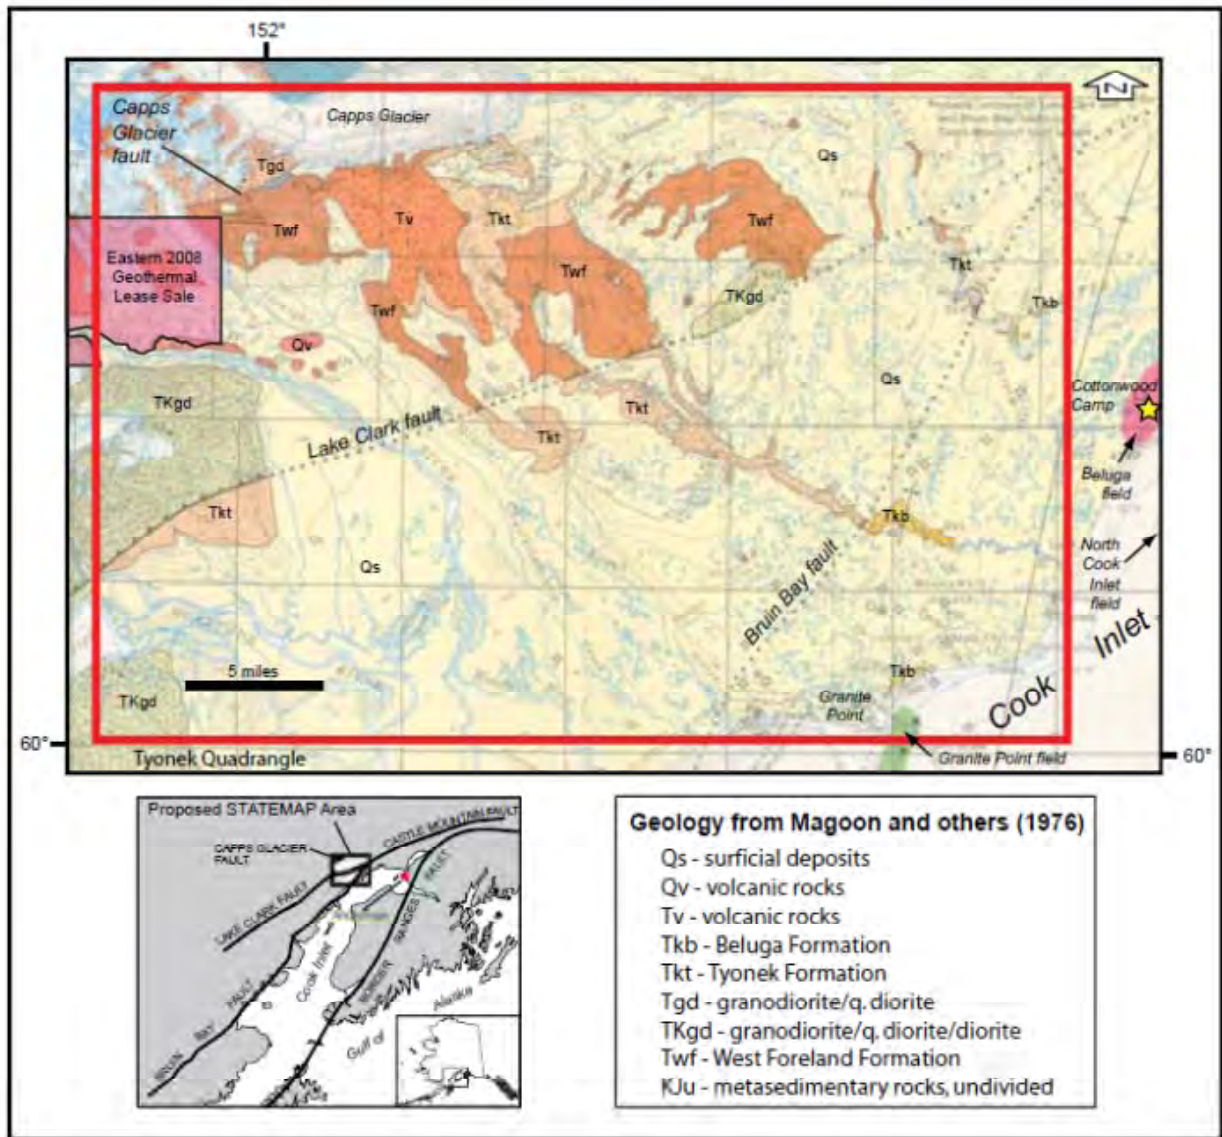 152°
Capps
Glacier
fault
Capps Glacier
N
Tgd
Qs
Twf
Tv
Tkt
Twf
Twf
Tkt
Eastern 2008
Geothermal
Lease Sale
Twf
TKgd
Tkb
Qv
Qs
TKgd
Cottonwood
Camp
Lake Clark fault
Tkt
Tkt
Beluga
field
Tkt
Tkb
Qs
North
Cook
Inlet
field
Bruin Bay fault
5 miles
Tkb
Cook Inlet
TKgd
Granite
Point
60°
Tyonek Quadrangle
Granite Point field
60°
Proposed STATEMAP Area
CAPPS GLACIER
FAULT
CASTLE MOUNTAIN FAULT
LAKE CLARK FAULT
BORDER RANGES FAULT
Cook Inlet
BRUIN BAY FAULT
Gulf of Alaska
Geology from Magoon and others (1976)
Qs - surficial deposits
Qv - volcanic rocks
Tv - volcanic rocks
Tkb - Beluga Formation
Tkt - Tyonek Formation
Tgd - granodiorite/q. diorite
TKgd - granodiorite/q. diorite/diorite
Twf - West Foreland Formation
KJu - metasedimentary rocks, undivided